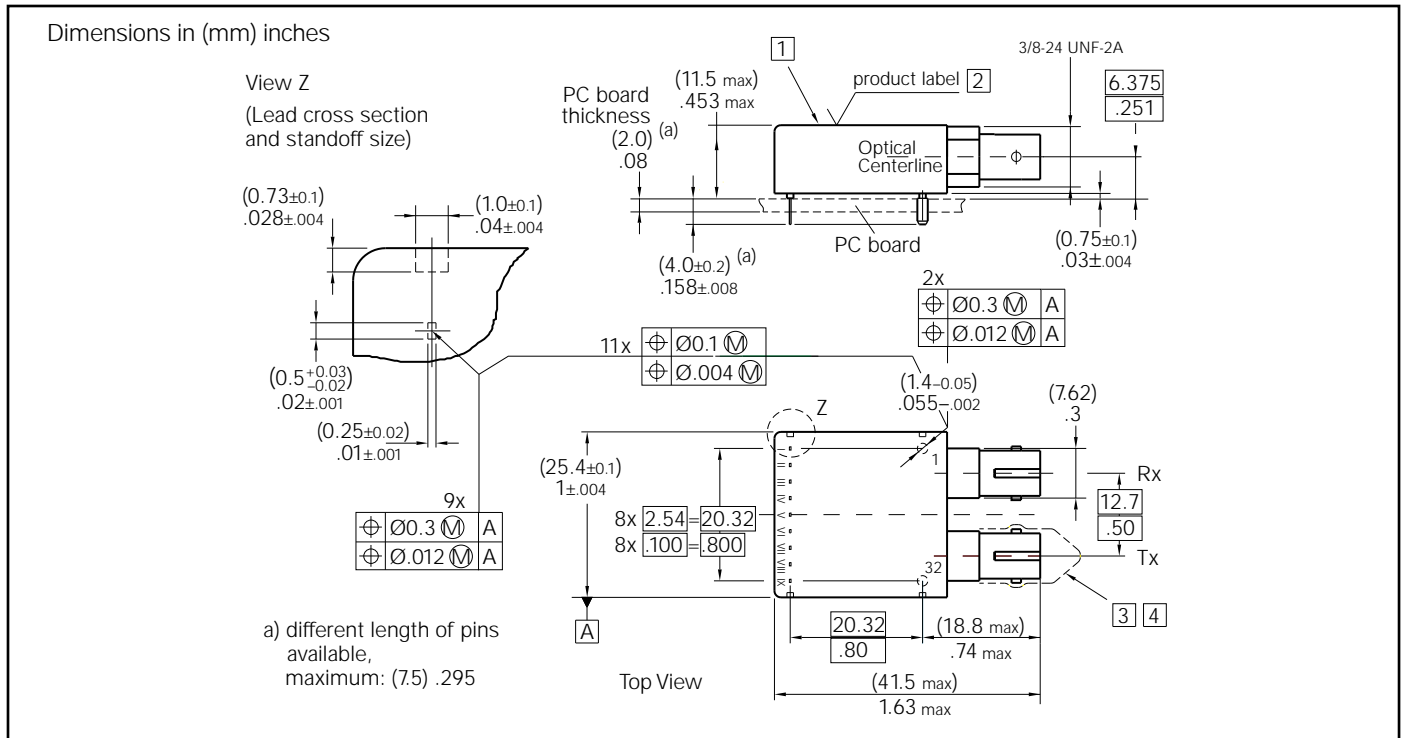 Dimensions in (mm) inches
View Z
(Lead cross section
and standoff size)
(0.73±0.1)
.028±.004
(1.0±0.1)
.04±.004
(0.5+0.03−0.02)
.02±.001
(0.25±0.02)
.01±.001
9x
⌖ Ø0.3 Ⓜ A
⌖ Ø.012 Ⓜ A
a) different length of pins
available,
maximum: (7.5) .295
PC board
thickness
(2.0) (a)
.08
(11.5 max)
.453 max
1
product label 2
3/8-24 UNF-2A
6.375
.251
Optical
Centerline
PC board
(4.0±0.2) (a)
.158±.008
(0.75±0.1)
.03±.004
2x
⌖ Ø0.3 Ⓜ A
⌖ Ø.012 Ⓜ A
11x
⌖ Ø0.1 Ⓜ
⌖ Ø.004 Ⓜ
(1.4−0.05)
.055−.002
(7.62)
.3
Z
(25.4±0.1)
1±.004
I
II
III
IV
V
VI
VII
VIII
IX
1
32
8x 2.54=20.32
8x .100=.800
Rx
12.7
.50
Tx
3 4
A
20.32
.80
(18.8 max)
.74 max
Top View
(41.5 max)
1.63 max